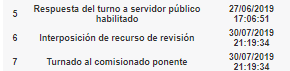 Respuesta del turno a servidor público 27/06/2019
5 habilitado 17:06:51
6 Interposición de recurso de revisión 30/07/2019
21:19:34
7 Turnado al comisionado ponente 30/07/2019
21:19:34